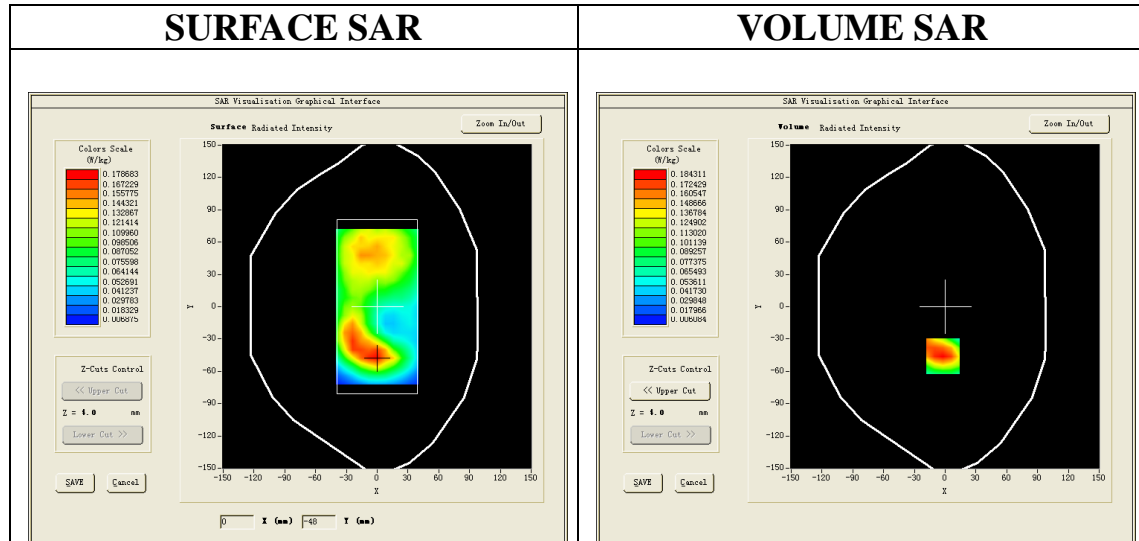 SURFACE SAR
VOLUME SAR
SAR Visualisation Graphical Interface
Surface Radiated Intensity
Zoom In/Out
Colors Scale
(W/kg)
0.178683
0.167229
0.155775
0.144321
0.132867
0.121414
0.109960
0.098506
0.087052
0.075598
0.064144
0.052691
0.041237
0.029783
0.018329
0.006875
Z-Cuts Control
<< Upper Cut
Z = 4.0 mm
Lower Cut >>
SAVE Cancel
150
120
90
60
30
0
-30
-60
-90
-120
-150
Y
-150 -120 -90 -60 -30 0 30 60 90 120 150
X
0 X (mm) -48 Y (mm)
SAR Visualisation Graphical Interface
Volume Radiated Intensity
Zoom In/Out
Colors Scale
(W/kg)
0.184311
0.172429
0.160547
0.148666
0.136784
0.124902
0.113020
0.101139
0.089257
0.077375
0.065493
0.053611
0.041730
0.029848
0.017966
0.006084
Z-Cuts Control
<< Upper Cut
Z = 4.0 mm
Lower Cut >>
SAVE Cancel
150
120
90
60
30
0
-30
-60
-90
-120
-150
Y
-150 -120 -90 -60 -30 0 30 60 90 120 150
X